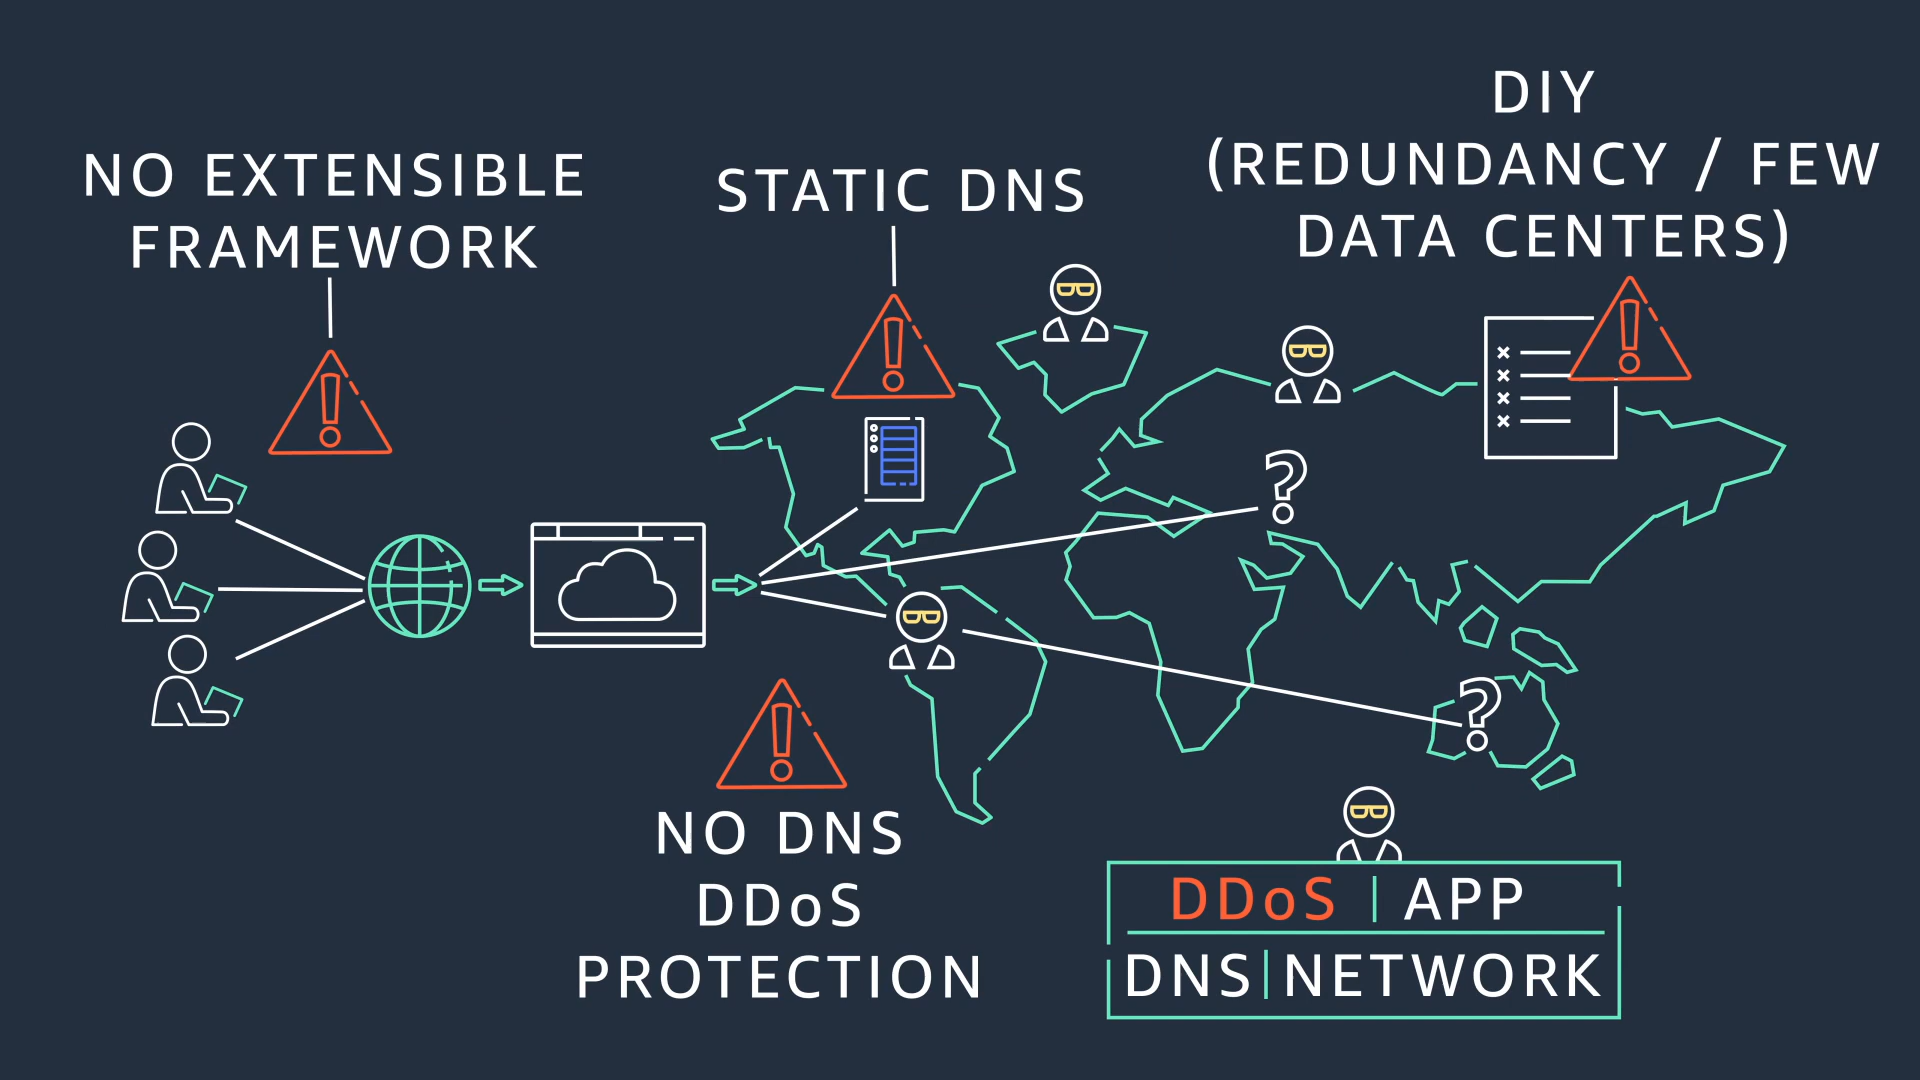 NO EXTENSIBLE
FRAMEWORK
STATIC DNS
DIY
(REDUNDANCY / FEW
DATA CENTERS)
NO DNS
DDoS
PROTECTION
DDoS | APP
DNS | NETWORK